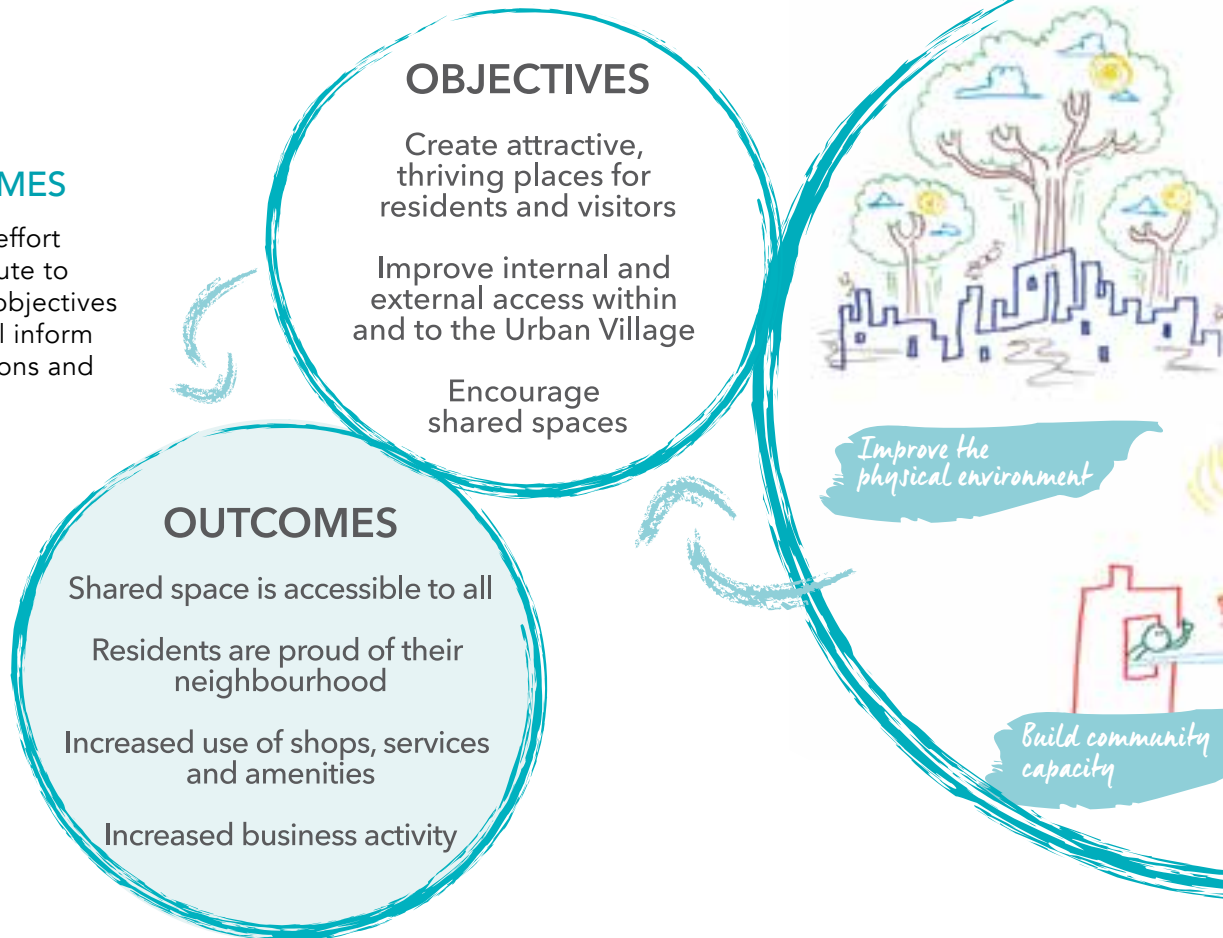 OMES
effort
ute to
objectives
l inform
ons and
OBJECTIVES
Create attractive,
thriving places for
residents and visitors
Improve internal and
external access within
and to the Urban Village
Encourage
shared spaces
OUTCOMES
Shared space is accessible to all
Residents are proud of their
neighbourhood
Increased use of shops, services
and amenities
Increased business activity
Improve the
physical environment
Build community
capacity